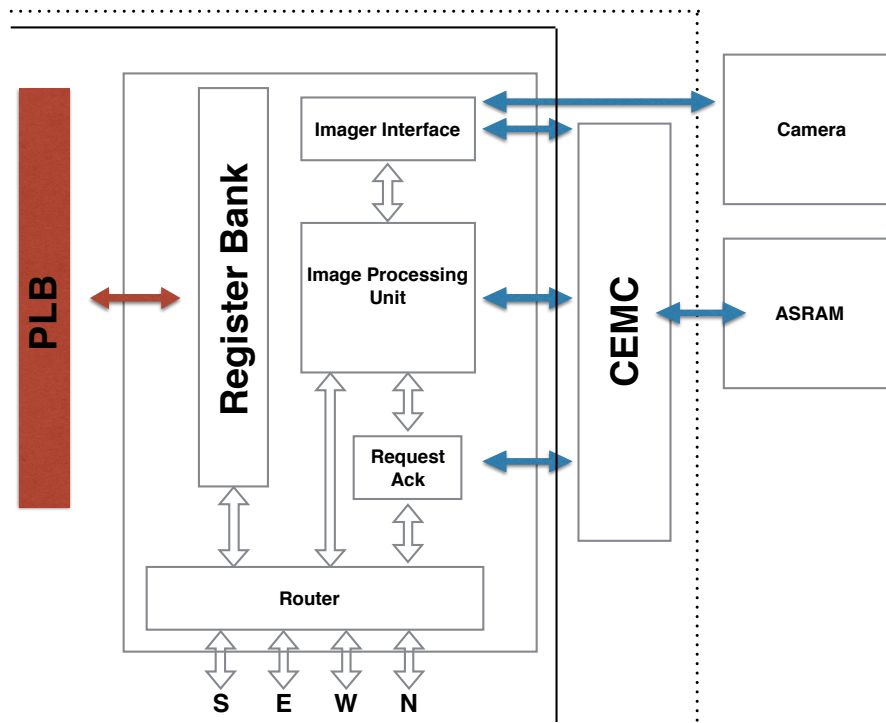 PLB
Register Bank
Imager Interface
Image Processing
Unit
Request
Ack
Router
S E W N
CEMC
Camera
ASRAM